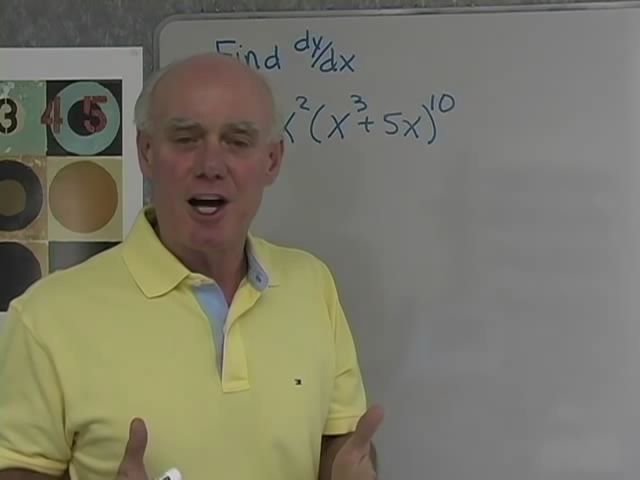 Find dy/dx
x²(x³+5x)¹⁰
3 4 5